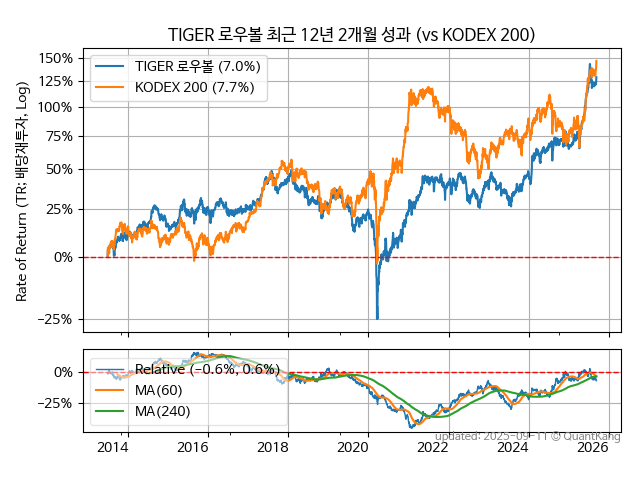 TIGER 로우볼 최근 12년 2개월 성과 (vs KODEX 200)
Rate of Return (TR: 배당재투자, Log)
150%
125%
100%
75%
50%
25%
0%
−25%
TIGER 로우볼 (7.0%)
KODEX 200 (7.7%)
0%
−25%
Relative (−0.6%, 0.6%)
MA(60)
MA(240)
2014
2016
2018
2020
2022
2024
2026
updated: 2025-09-11 © QuantKang